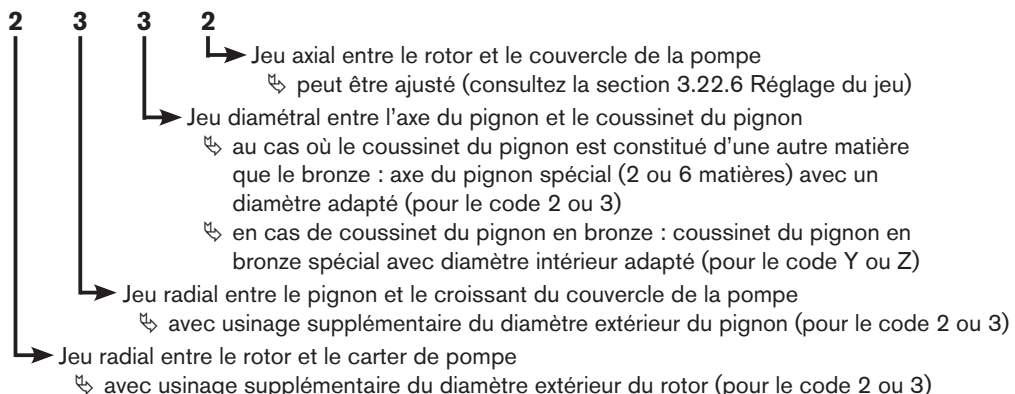 2 3 3 2
Jeu axial entre le rotor et le couvercle de la pompe
peut être ajusté (consultez la section 3.22.6 Réglage du jeu)
Jeu diamétral entre l'axe du pignon et le coussinet du pignon
au cas où le coussinet du pignon est constitué d'une autre matière
que le bronze : axe du pignon spécial (2 ou 6 matières) avec un
diamètre adapté (pour le code 2 ou 3)
en cas de coussinet du pignon en bronze : coussinet du pignon en
bronze spécial avec diamètre intérieur adapté (pour le code Y ou Z)
Jeu radial entre le pignon et le croissant du couvercle de la pompe
avec usinage supplémentaire du diamètre extérieur du pignon (pour le code 2 ou 3)
Jeu radial entre le rotor et le carter de pompe
avec usinage supplémentaire du diamètre extérieur du rotor (pour le code 2 ou 3)